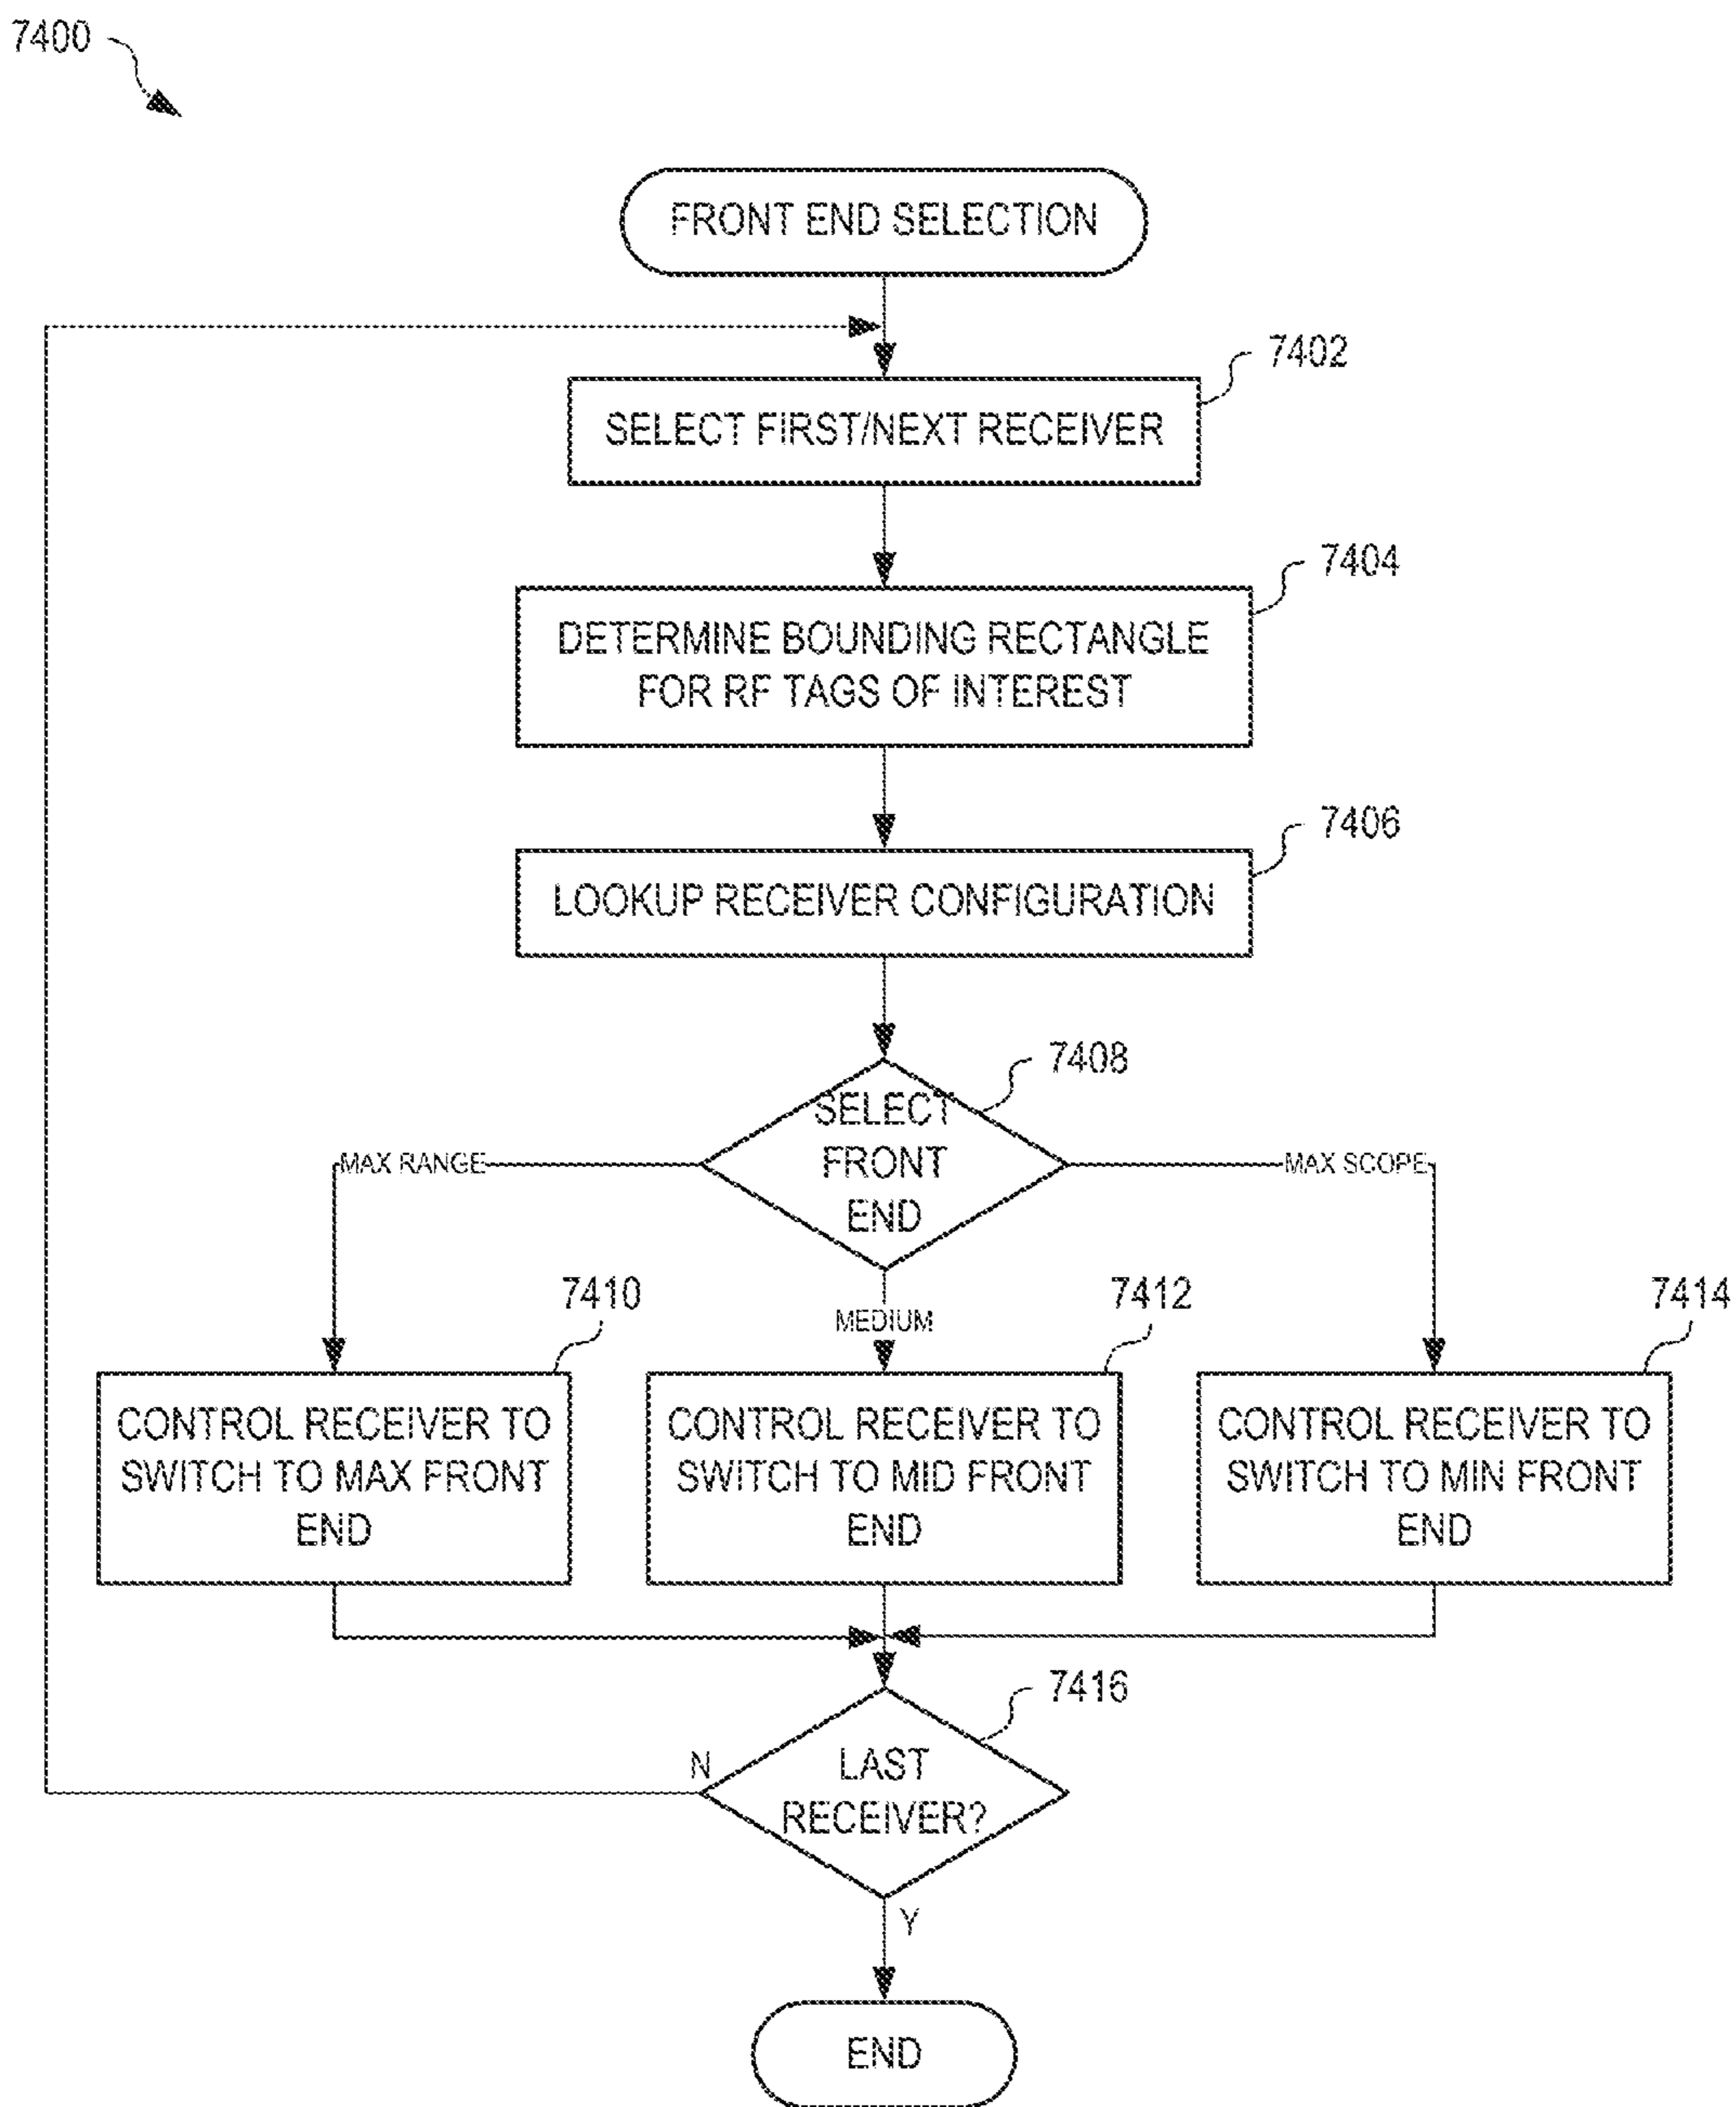 7400
FRONT END SELECTION
7402
SELECT FIRST/NEXT RECEIVER
7404
DETERMINE BOUNDING RECTANGLE
FOR RF TAGS OF INTEREST
7406
LOOKUP RECEIVER CONFIGURATION
7408
SELECT
FRONT
END
MAX RANGE
MAX SCOPE
MEDIUM
7410
7412
7414
CONTROL RECEIVER TO
SWITCH TO MAX FRONT
END
CONTROL RECEIVER TO
SWITCH TO MID FRONT
END
CONTROL RECEIVER TO
SWITCH TO MIN FRONT
END
7416
N
LAST
RECEIVER?
Y
END